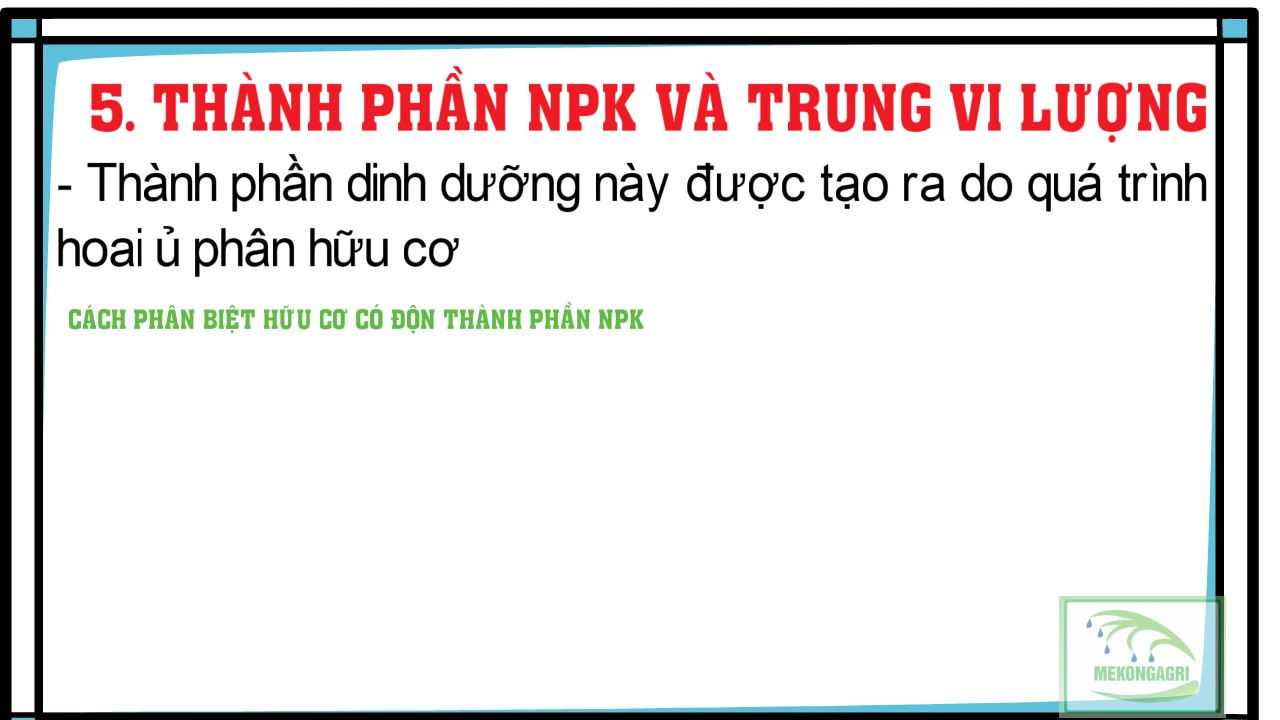 5. THÀNH PHẦN NPK VÀ TRUNG VI LƯỢNG
- Thành phần dinh dưỡng này được tạo ra do quá trình
hoai ủ phân hữu cơ
CÁCH PHÂN BIỆT HỮU CƠ CÓ ĐỘN THÀNH PHẦN NPK
MEKONGAGRI